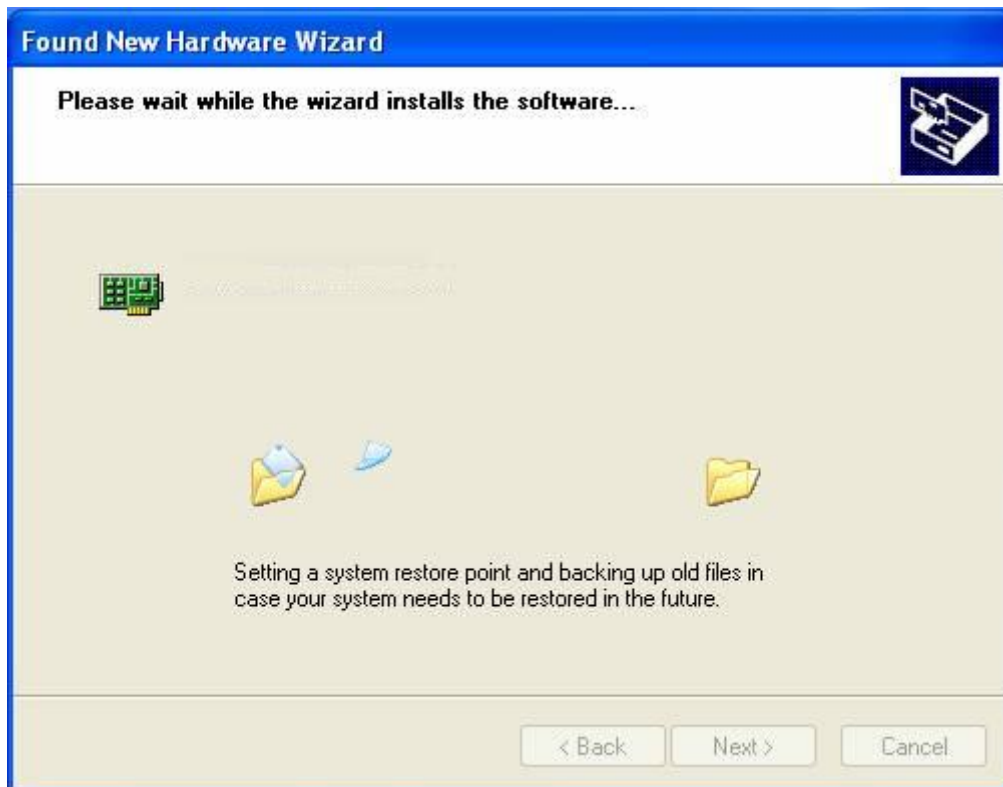 Found New Hardware Wizard
Please wait while the wizard installs the software...
Setting a system restore point and backing up old files in
case your system needs to be restored in the future.
< Back
Next >
Cancel